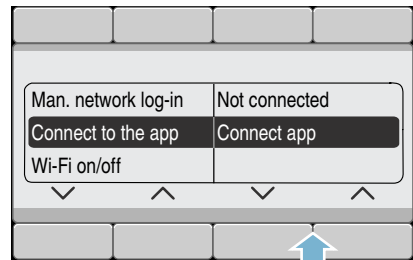 Man. network log-in Not connected
Connect to the app Connect app
Wi-Fi on/off